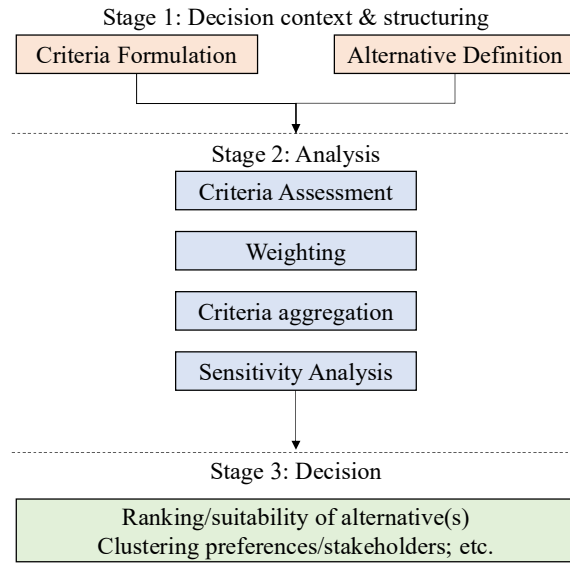 Stage 1: Decision context & structuring
Criteria Formulation
Alternative Definition
Stage 2: Analysis
Criteria Assessment
Weighting
Criteria aggregation
Sensitivity Analysis
Stage 3: Decision
Ranking/suitability of alternative(s)
Clustering preferences/stakeholders; etc.